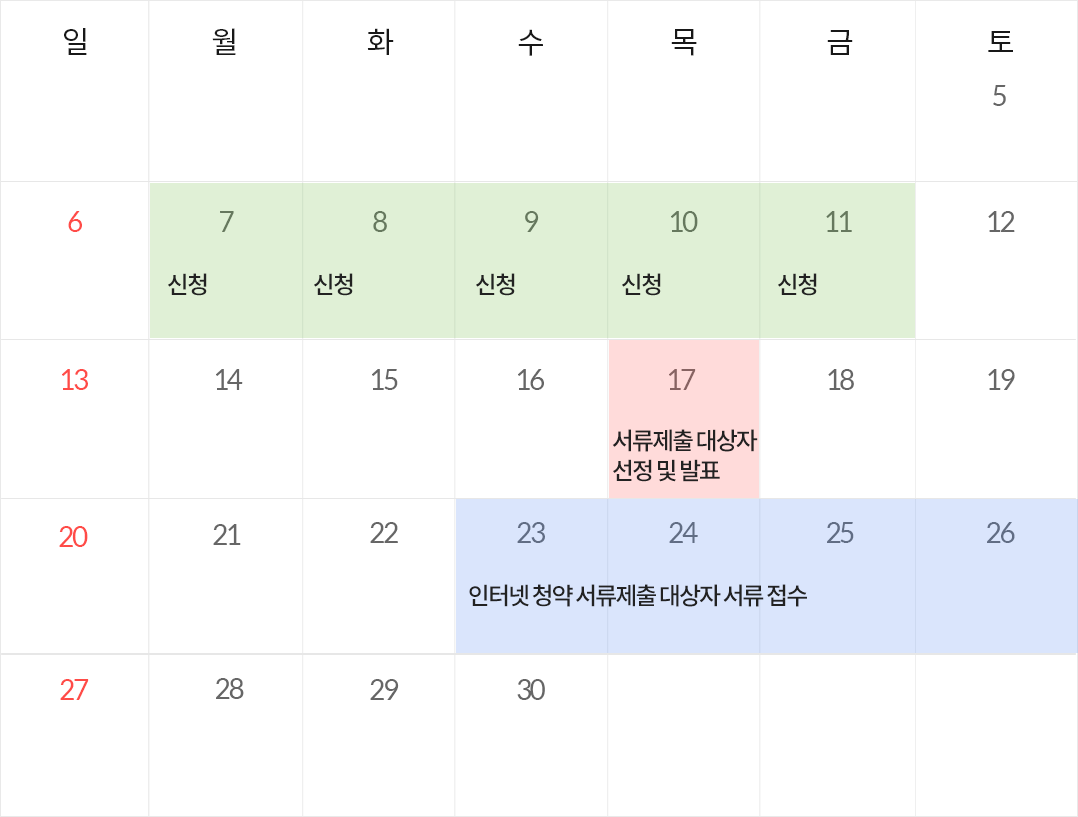 일 월 화 수 목 금 토
5
6 7 8 9 10 11 12
신청 신청 신청 신청 신청
13 14 15 16 17 18 19
서류제출 대상자
선정 및 발표
20 21 22 23 24 25 26
인터넷 청약 서류제출 대상자 서류 접수
27 28 29 30